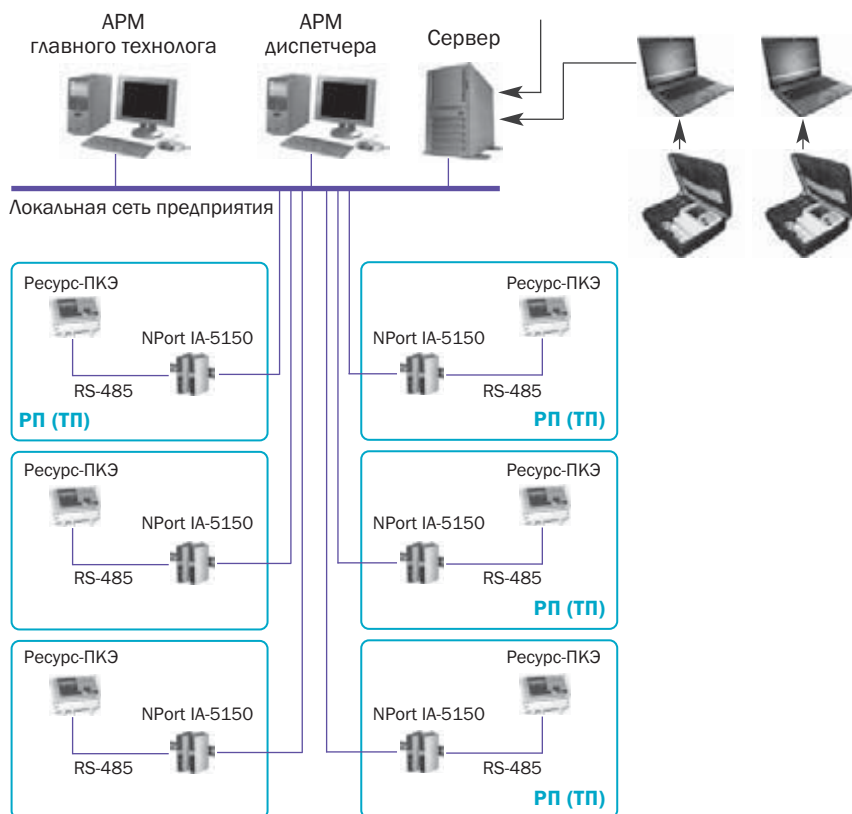 АРМ
главного технолога
АРМ
диспетчера
Сервер
Локальная сеть предприятия
Ресурс-ПКЭ
NPort IA-5150
RS-485
РП (ТП)
Ресурс-ПКЭ
NPort IA-5150
RS-485
РП (ТП)
Ресурс-ПКЭ
NPort IA-5150
RS-485
Ресурс-ПКЭ
NPort IA-5150
RS-485
РП (ТП)
Ресурс-ПКЭ
NPort IA-5150
RS-485
Ресурс-ПКЭ
NPort IA-5150
RS-485
РП (ТП)